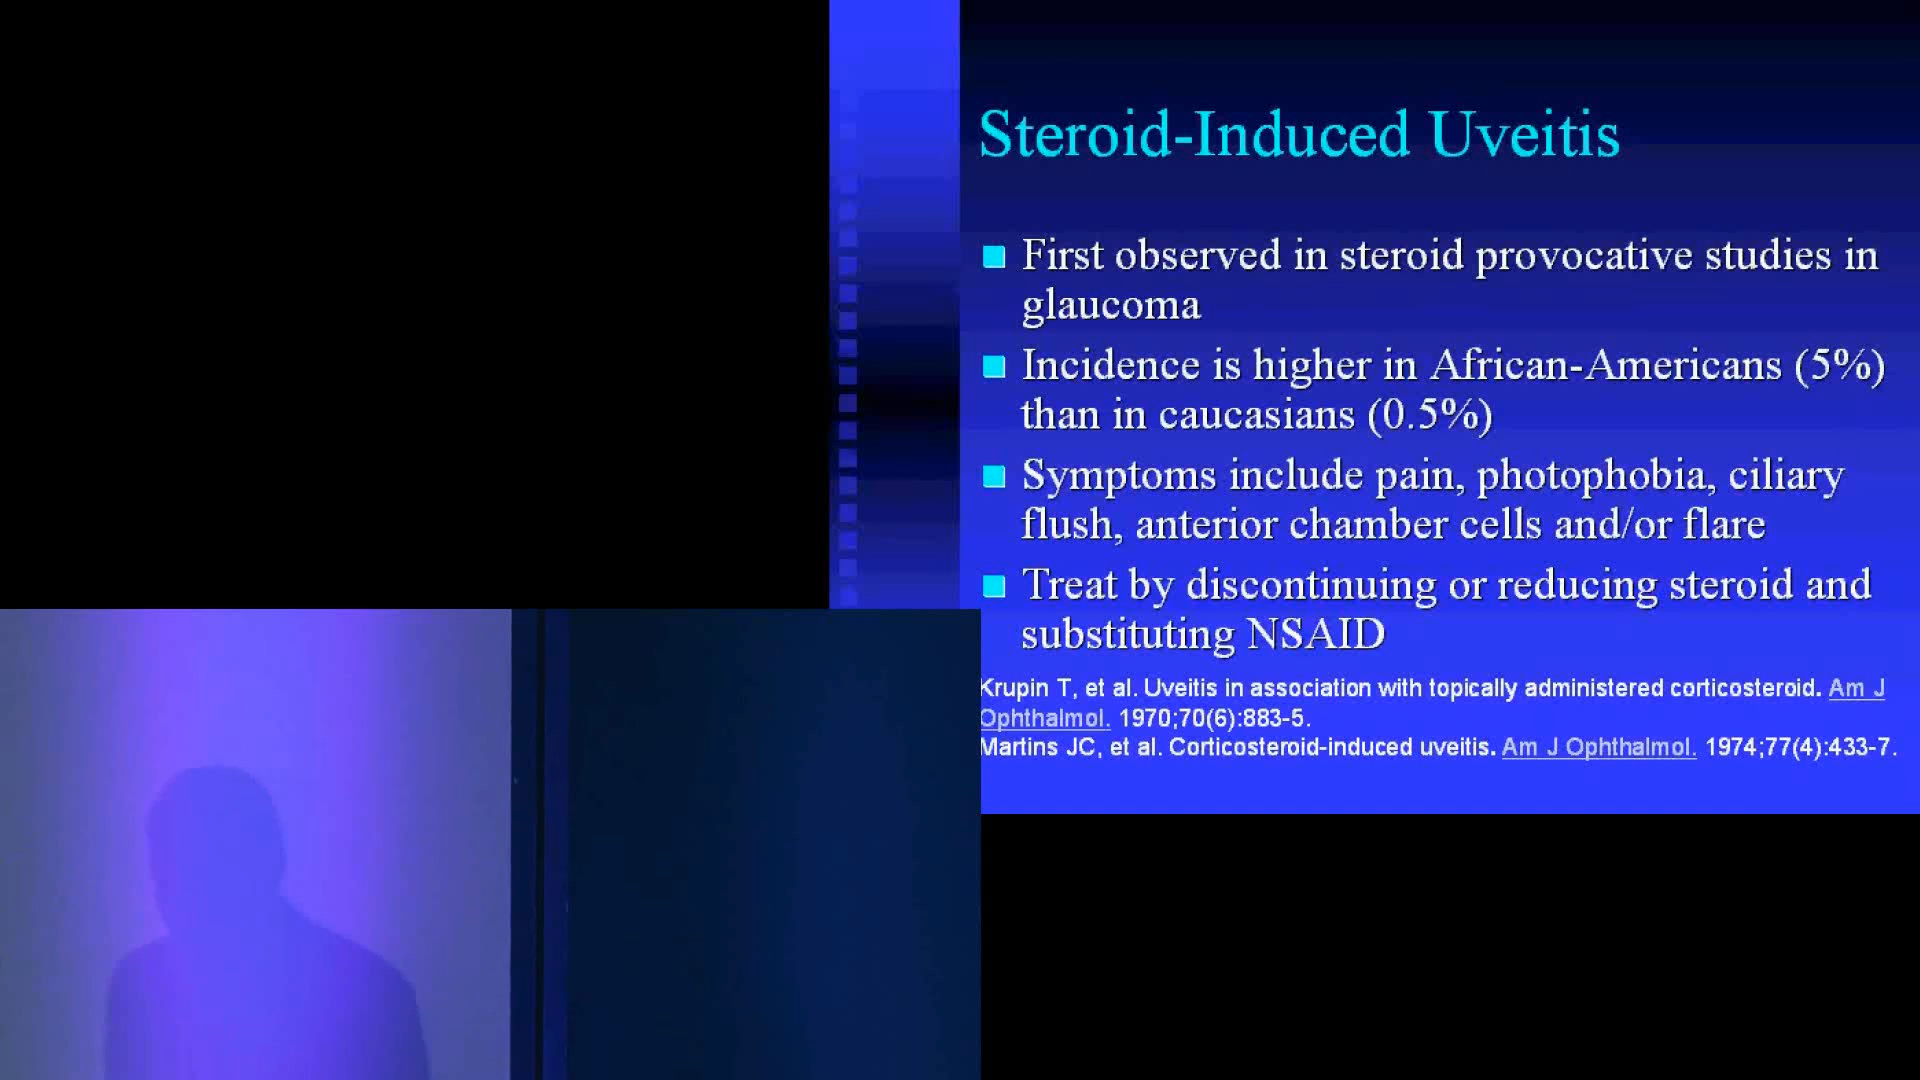 Steroid-Induced Uveitis
First observed in steroid provocative studies in
glaucoma
Incidence is higher in African-Americans (5%)
than in caucasians (0.5%)
Symptoms include pain, photophobia, ciliary
flush, anterior chamber cells and/or flare
Treat by discontinuing or reducing steroid and
substituting NSAID
Krupin T, et al. Uveitis in association with topically administered corticosteroid. Am J
Ophthalmol. 1970;70(6):883-5.
Martins JC, et al. Corticosteroid-induced uveitis. Am J Ophthalmol. 1974;77(4):433-7.